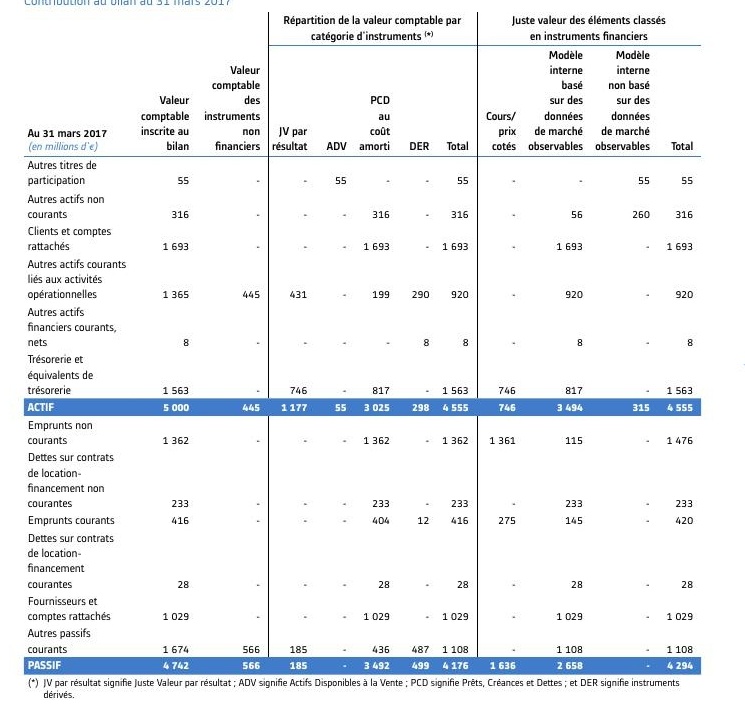 Contribution au bilan au 31 mars 2017
Répartition de la valeur comptable par catégorie d'instruments (*)
Juste valeur des éléments classés en instruments financiers
Au 31 mars 2017 (en millions d'€) Valeur comptable inscrite au bilan Valeur comptable des instruments non financiers JV par résultat ADV PCD au coût amorti DER Total Cours/ prix cotés Modèle interne basé sur des données de marché observables Modèle interne non basé sur des données de marché observables Total
Autres titres de participation 55 - - 55 - - 55 - - 55 55
Autres actifs non courants 316 - - - 316 - 316 - 56 260 316
Clients et comptes rattachés 1 693 - - - 1 693 - 1 693 - 1 693 - 1 693
Autres actifs courants liés aux activités opérationnelles 1 365 445 431 - 199 290 920 - 920 - 920
Autres actifs financiers courants, nets 8 - - - - 8 8 - 8 - 8
Trésorerie et équivalents de trésorerie 1 563 - 746 - 817 - 1 563 746 817 - 1 563
ACTIF 5 000 445 1 177 55 3 025 298 4 555 746 3 494 315 4 555
Emprunts non courants 1 362 - - - 1 362 - 1 362 1 361 115 - 1 476
Dettes sur contrats de location-financement non courantes 233 - - - 233 - 233 - 233 - 233
Emprunts courants 416 - - - 404 12 416 275 145 - 420
Dettes sur contrats de location-financement courantes 28 - - - 28 - 28 - 28 - 28
Fournisseurs et comptes rattachés 1 029 - - - 1 029 - 1 029 - 1 029 - 1 029
Autres passifs courants 1 674 566 185 - 436 487 1 108 - 1 108 - 1 108
PASSIF 4 742 566 185 - 3 492 499 4 176 1 636 2 658 - 4 294
(*) JV par résultat signifie Juste Valeur par résultat ; ADV signifie Actifs Disponibles à la Vente ; PCD signifie Prêts, Créances et Dettes ; et DER signifie instruments
dérivés.